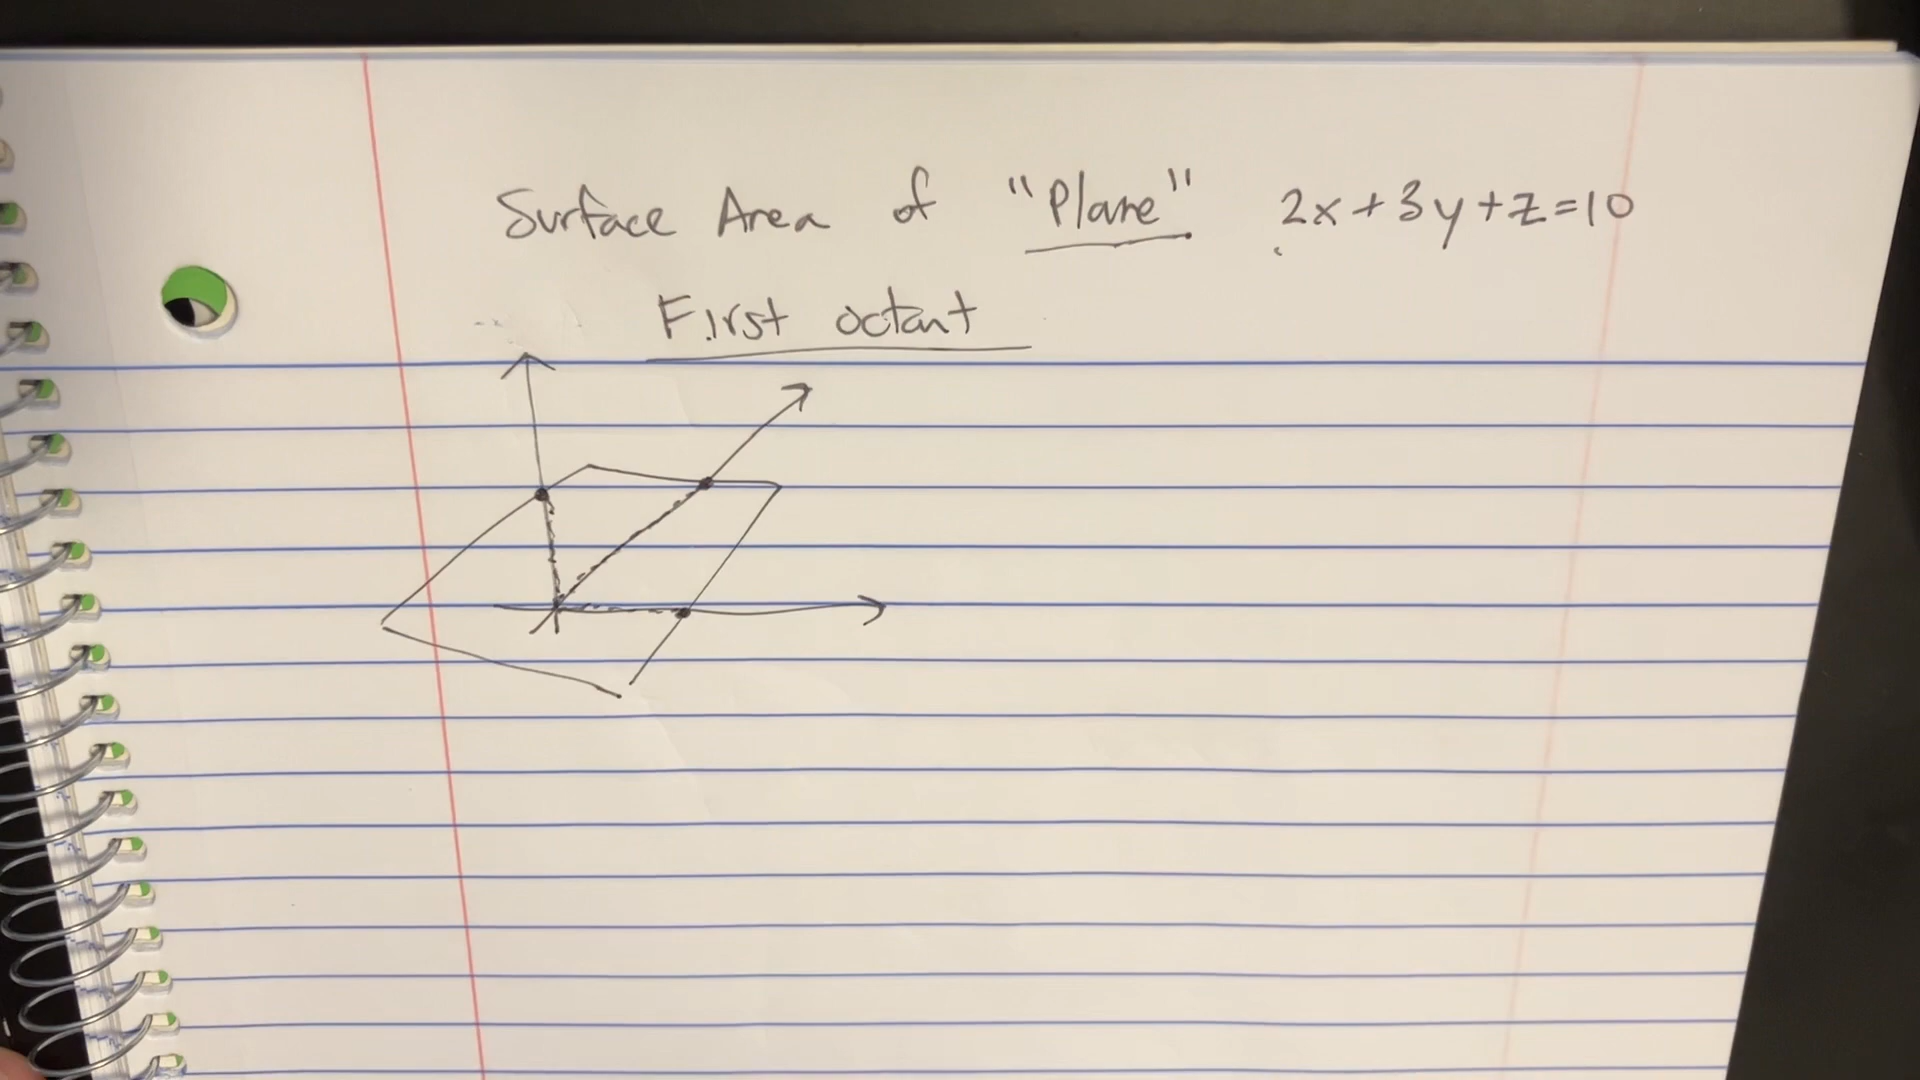 Surface Area of "Plane" 2x+3y+z=10
First octant